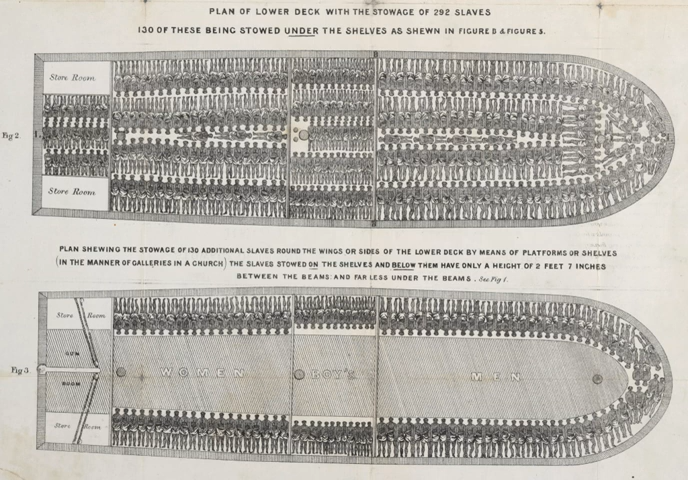 PLAN OF LOWER DECK WITH THE STOWAGE OF 292 SLAVES
130 OF THESE BEING STOWED UNDER THE SHELVES AS SHEWN IN FIGURE B & FIGURE 5.
Store Room
Fig 2.
Store Room
PLAN SHEWING THE STOWAGE OF 130 ADDITIONAL SLAVES ROUND THE WINGS OR SIDES OF THE LOWER DECK BY MEANS OF PLATFORMS OR SHELVES
(IN THE MANNER OF GALLERIES IN A CHURCH) THE SLAVES STOWED ON THE SHELVES AND BELOW THEM HAVE ONLY A HEIGHT OF 2 FEET 7 INCHES
BETWEEN THE BEAMS: AND FAR LESS UNDER THE BEAMS. See Fig 1.
Store Room
GUN
Fig 3
WOMEN BOY'S MEN
ROOM
Store Room